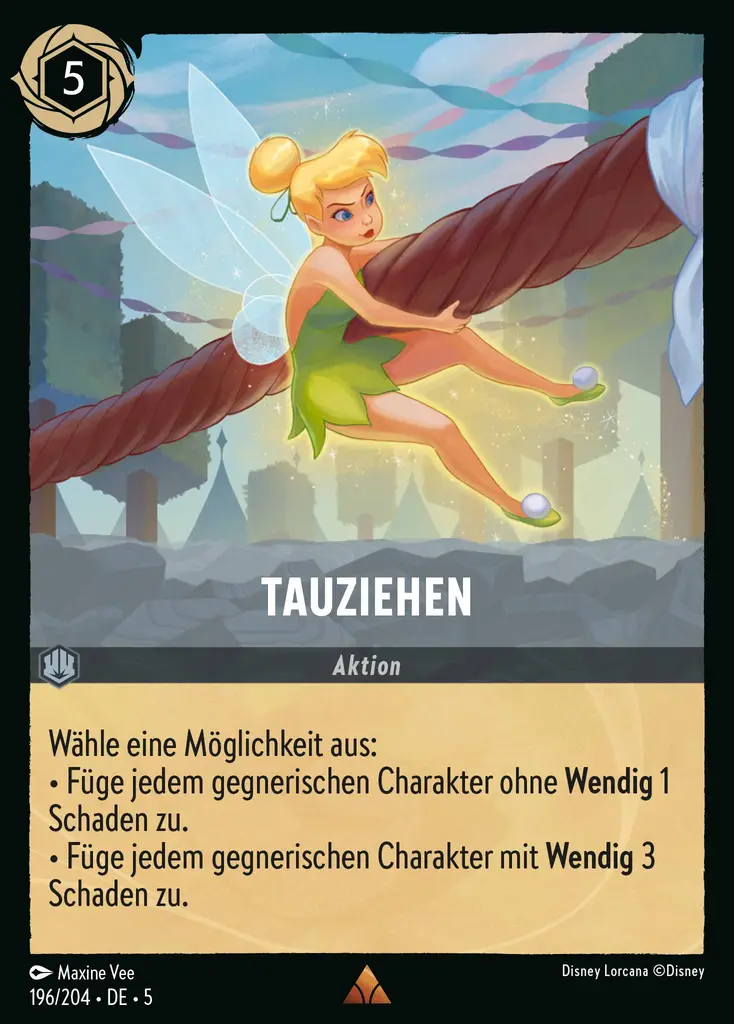 5
TAUZIEHEN
Aktion
Wähle eine Möglichkeit aus:
• Füge jedem gegnerischen Charakter ohne Wendig 1
Schaden zu.
• Füge jedem gegnerischen Charakter mit Wendig 3
Schaden zu.
Maxine Vee
Disney Lorcana ©Disney
196/204 • DE • 5